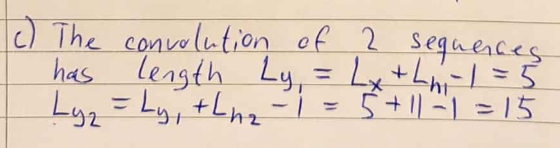 c) The convolution of 2 sequences
has length Ly₁ = Lx + Lh₁ - 1 = 5
Ly₂ = Ly₁ + Lh₂ - 1 = 5 + 11 - 1 = 15